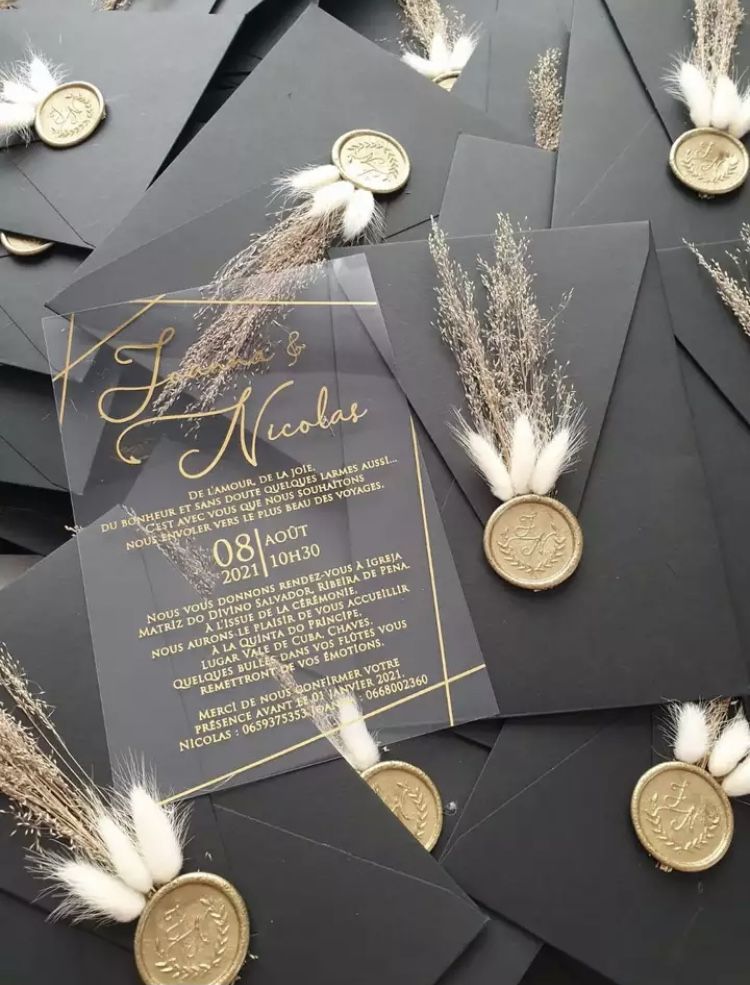 Joanna &
Nicolas
De l'amour, de la joie,
du bonheur et sans doute quelques larmes aussi...
C'est avec vous que nous souhaitons
nous envoler vers le plus beau des voyages.
08 | août
2021 | 10h30
Nous vous donnons rendez-vous à Igreja
Matriz do Divino Salvador, Ribeira de Pena.
À l'issue de la cérémonie,
nous aurons le plaisir de vous accueillir
à la Quinta do Príncipe,
Lugar Vale de Cuba, Chaves.
Quelques bulles dans vos flûtes vous
remettront de vos émotions.
Merci de nous confirmer votre
présence avant le 01 janvier 2021.
Nicolas : 0659375353 Joanna : 0668002360